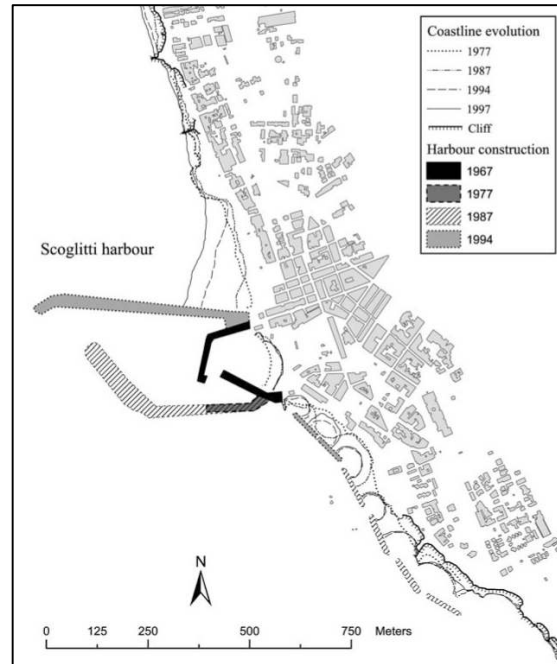 Coastline evolution
1977
1987
1994
1997
Cliff
Harbour construction
1967
1977
1987
1994
Scoglitti harbour
N
0 125 250 500 750 Meters